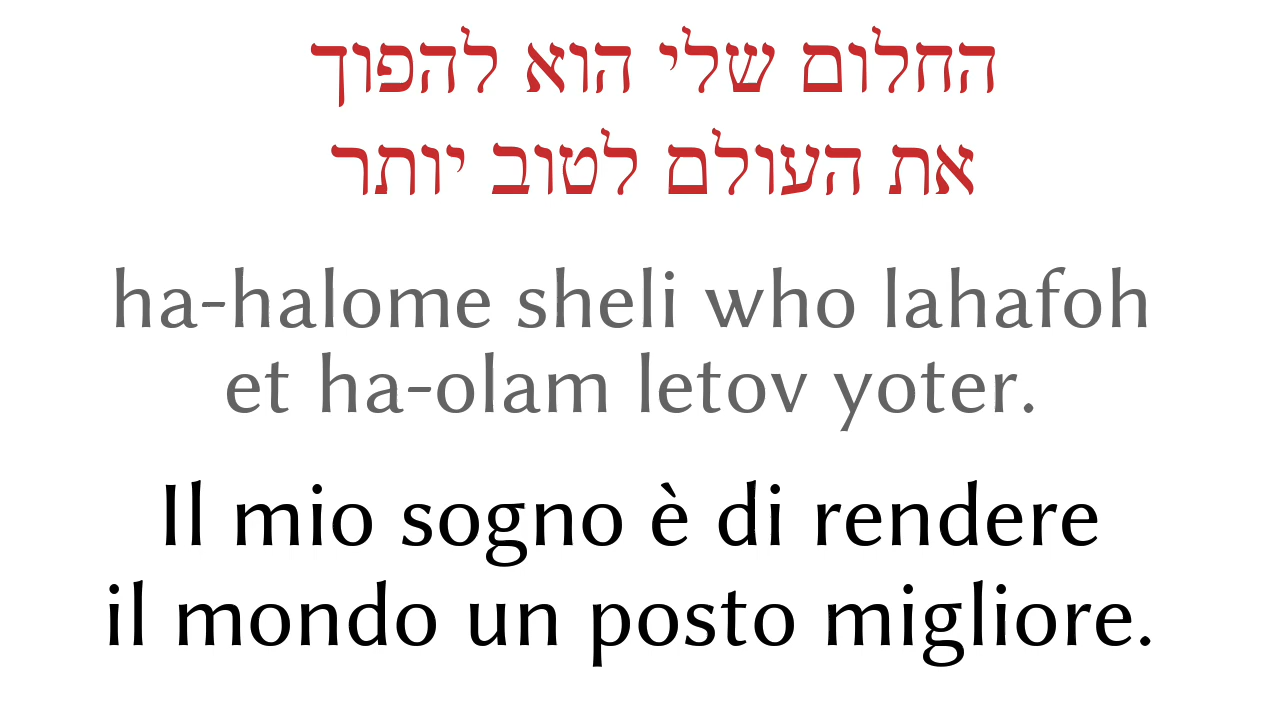 החלום שלי הוא להפוך
את העולם לטוב יותר
ha-halome sheli who lahafoh
et ha-olam letov yoter.
Il mio sogno è di rendere
il mondo un posto migliore.